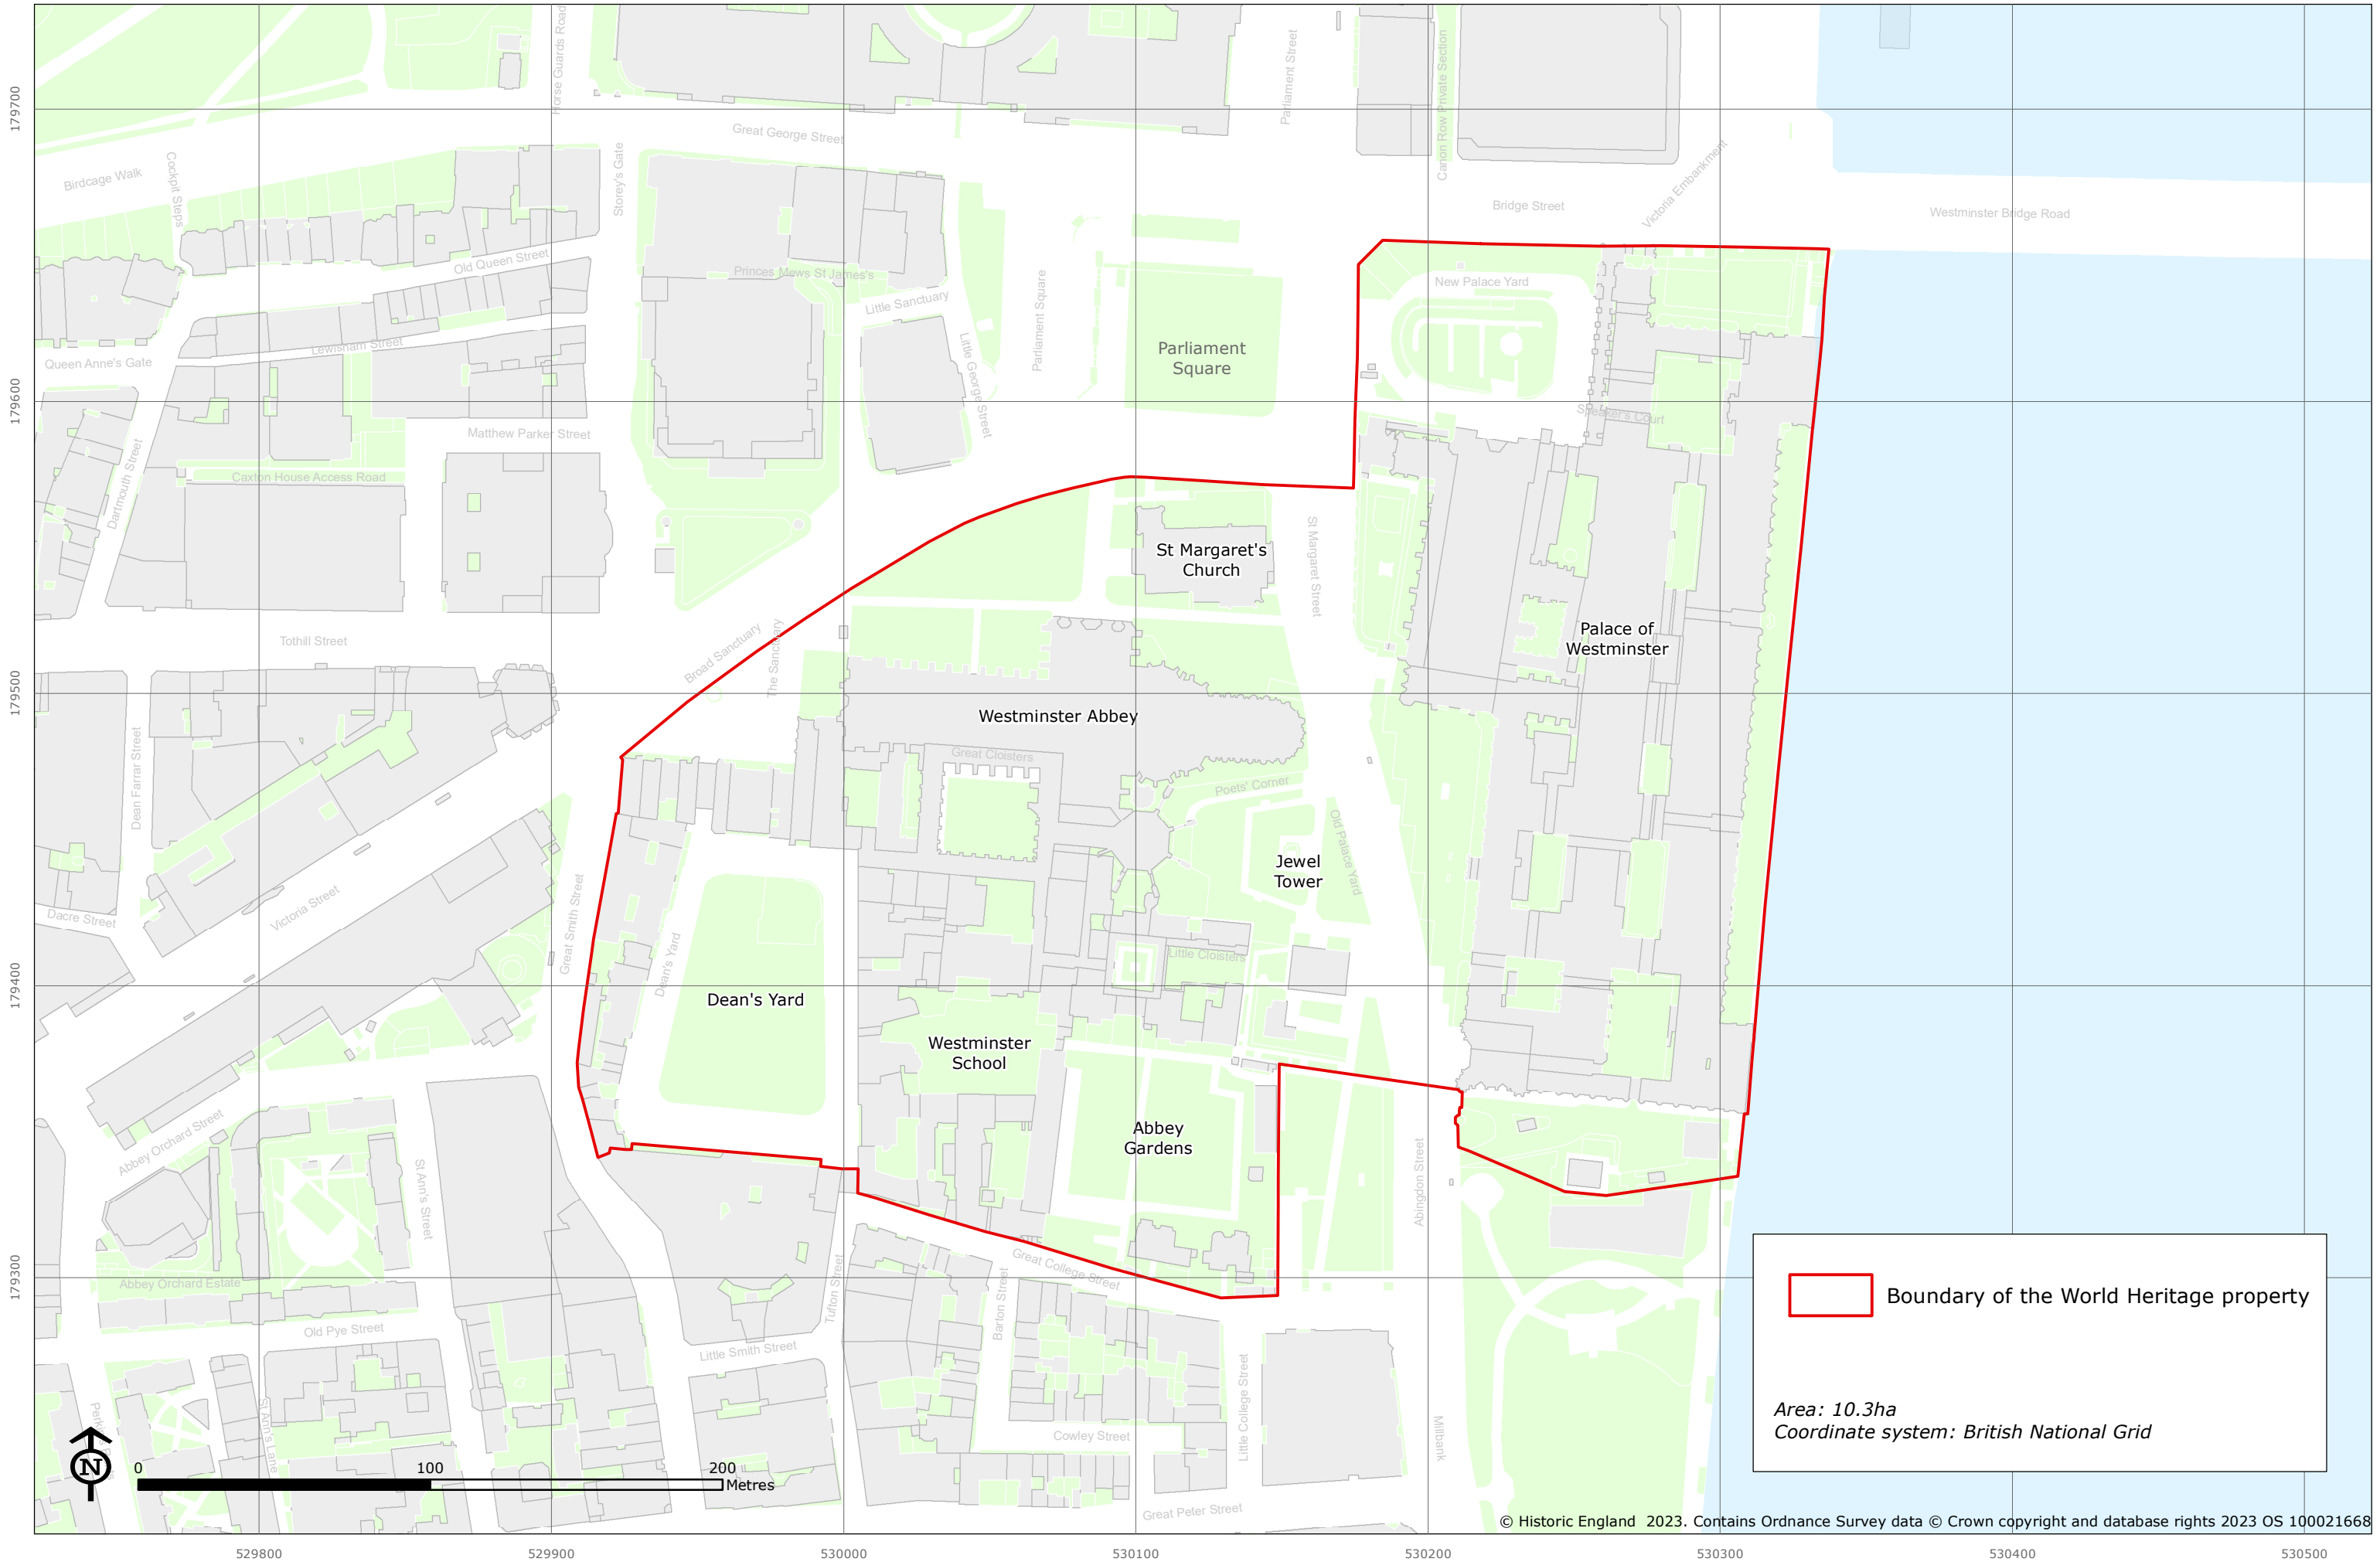 Horse Guards Road
Parliament Street
Canon Row Private Section
179700
Great George Street
Birdcage Walk
Cockpit Steps
Storey's Gate
Victoria Embankment
Bridge Street
Westminster Bridge Road
Old Queen Street
Princes Mews St James's
Little Sanctuary
New Palace Yard
Parliament Square
Parliament
Square
Lewisham Street
Queen Anne's Gate
Little George Street
179600
Speaker's Court
Matthew Parker Street
Dartmouth Street
Caxton House Access Road
St Margaret's
Church
St Margaret Street
Tothill Street
Broad Sanctuary
The Sanctuary
Palace of
Westminster
179500
Westminster Abbey
Great Cloisters
Dean Farrar Street
Poets' Corner
Old Palace Yard
Jewel
Tower
Victoria Street
Dacre Street
Great Smith Street
Dean's Yard
Little Cloisters
179400
Dean's Yard
Westminster
School
Abbey
Gardens
Abbey Orchard Street
St Ann's Street
Abingdon Street
179300
Abbey Orchard Estate
Great College Street
Tufton Street
Barton Street
Old Pye Street
Little Smith Street
Little College Street
St Ann's Lane
Cowley Street
Millbank
Great Peter Street
Boundary of the World Heritage property
Area: 10.3ha
Coordinate system: British National Grid
N
0 100 200
Metres
© Historic England 2023. Contains Ordnance Survey data © Crown copyright and database rights 2023 OS 100021668
529800 529900 530000 530100 530200 530300 530400 530500